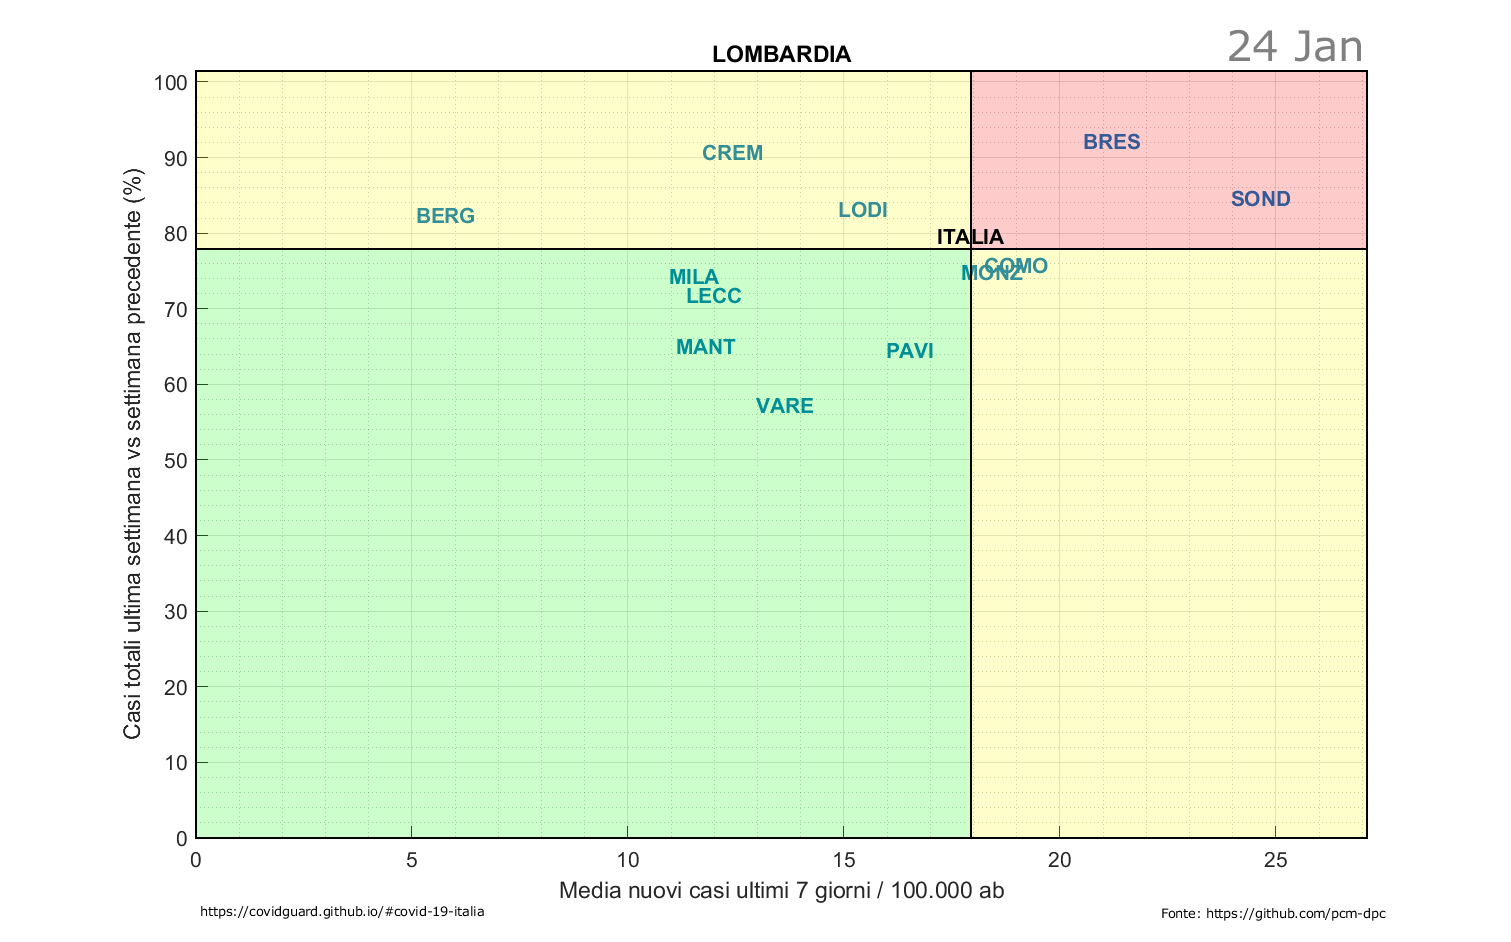 24 Jan
LOMBARDIA
100
90
80
70
60
50
40
30
20
10
0
Casi totali ultima settimana vs settimana precedente (%)
BRES
CREM
SOND
LODI
BERG
ITALIA
COMO
MONZ
MILA
LECC
MANT
PAVI
VARE
0 5 10 15 20 25
Media nuovi casi ultimi 7 giorni / 100.000 ab
https://covidguard.github.io/#covid-19-italia
Fonte: https://github.com/pcm-dpc